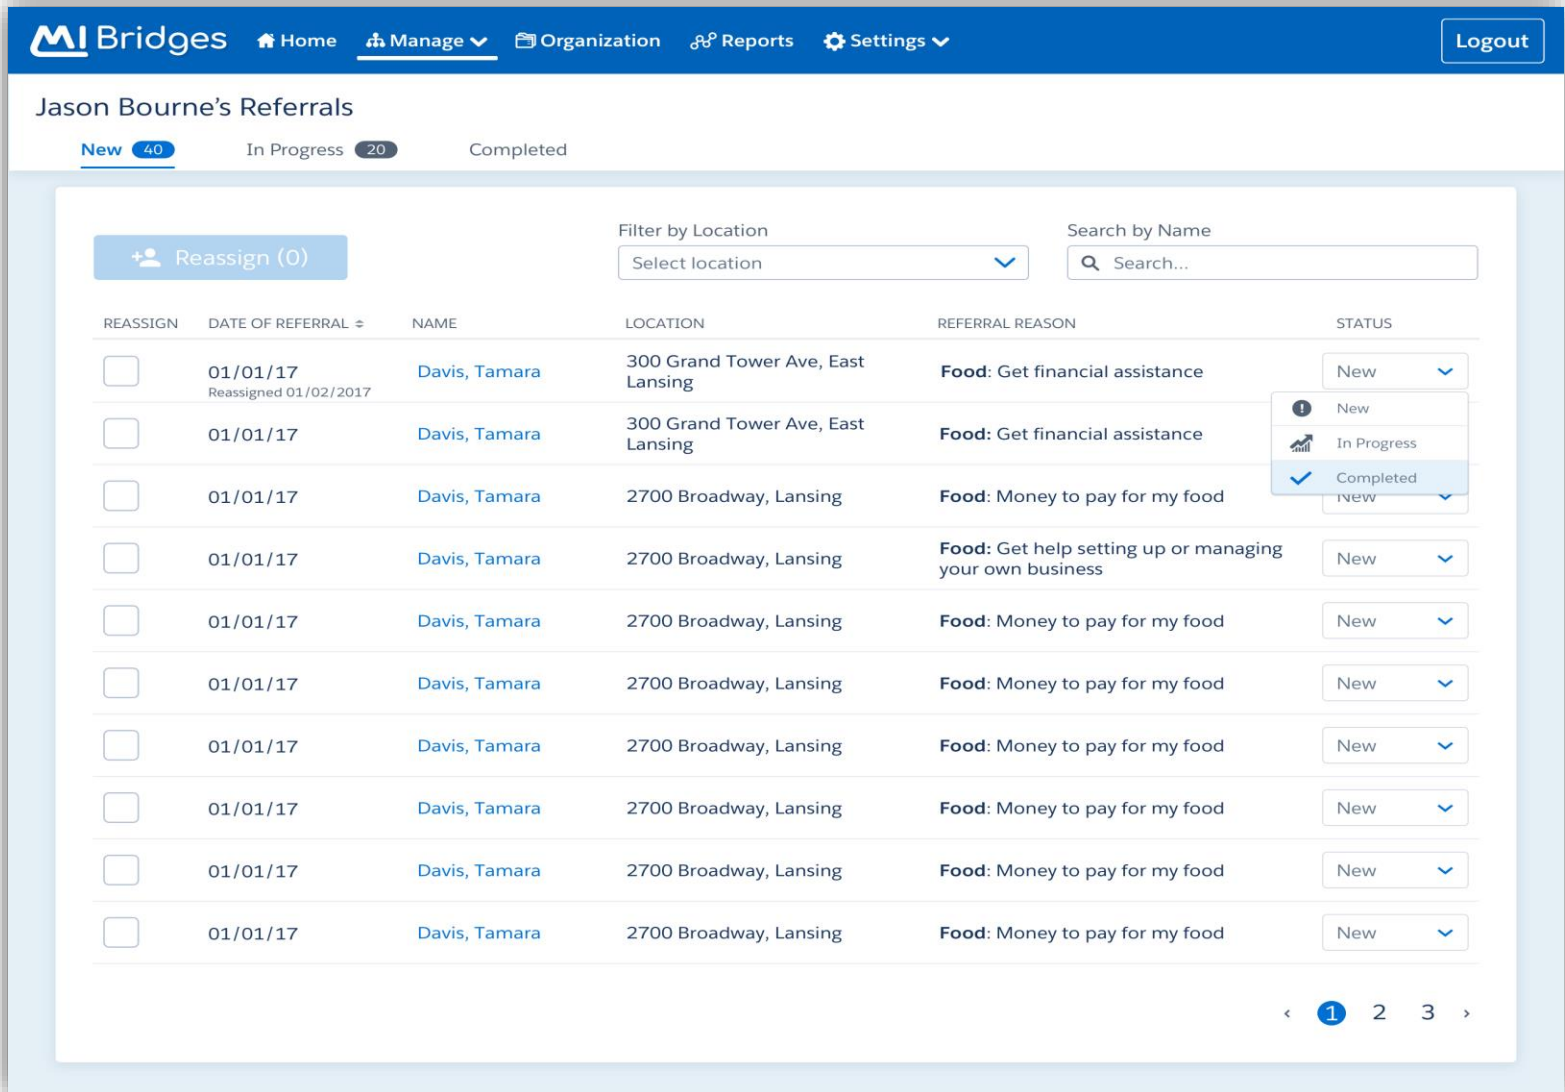 MI Bridges Home Manage Organization Reports Settings Logout
Jason Bourne’s Referrals
New 40 In Progress 20 Completed
Filter by Location Search by Name
Reassign (0) Select location Search...
REASSIGN DATE OF REFERRAL NAME LOCATION REFERRAL REASON STATUS
01/01/17 Davis, Tamara 300 Grand Tower Ave, East Food: Get financial assistance New
Reassigned 01/02/2017 Lansing
New
01/01/17 Davis, Tamara 300 Grand Tower Ave, East Food: Get financial assistance
Lansing In Progress
Completed
01/01/17 Davis, Tamara 2700 Broadway, Lansing Food: Money to pay for my food New
01/01/17 Davis, Tamara 2700 Broadway, Lansing Food: Get help setting up or managing New
your own business
01/01/17 Davis, Tamara 2700 Broadway, Lansing Food: Money to pay for my food New
01/01/17 Davis, Tamara 2700 Broadway, Lansing Food: Money to pay for my food New
01/01/17 Davis, Tamara 2700 Broadway, Lansing Food: Money to pay for my food New
01/01/17 Davis, Tamara 2700 Broadway, Lansing Food: Money to pay for my food New
01/01/17 Davis, Tamara 2700 Broadway, Lansing Food: Money to pay for my food New
01/01/17 Davis, Tamara 2700 Broadway, Lansing Food: Money to pay for my food New
‹ 1 2 3 ›